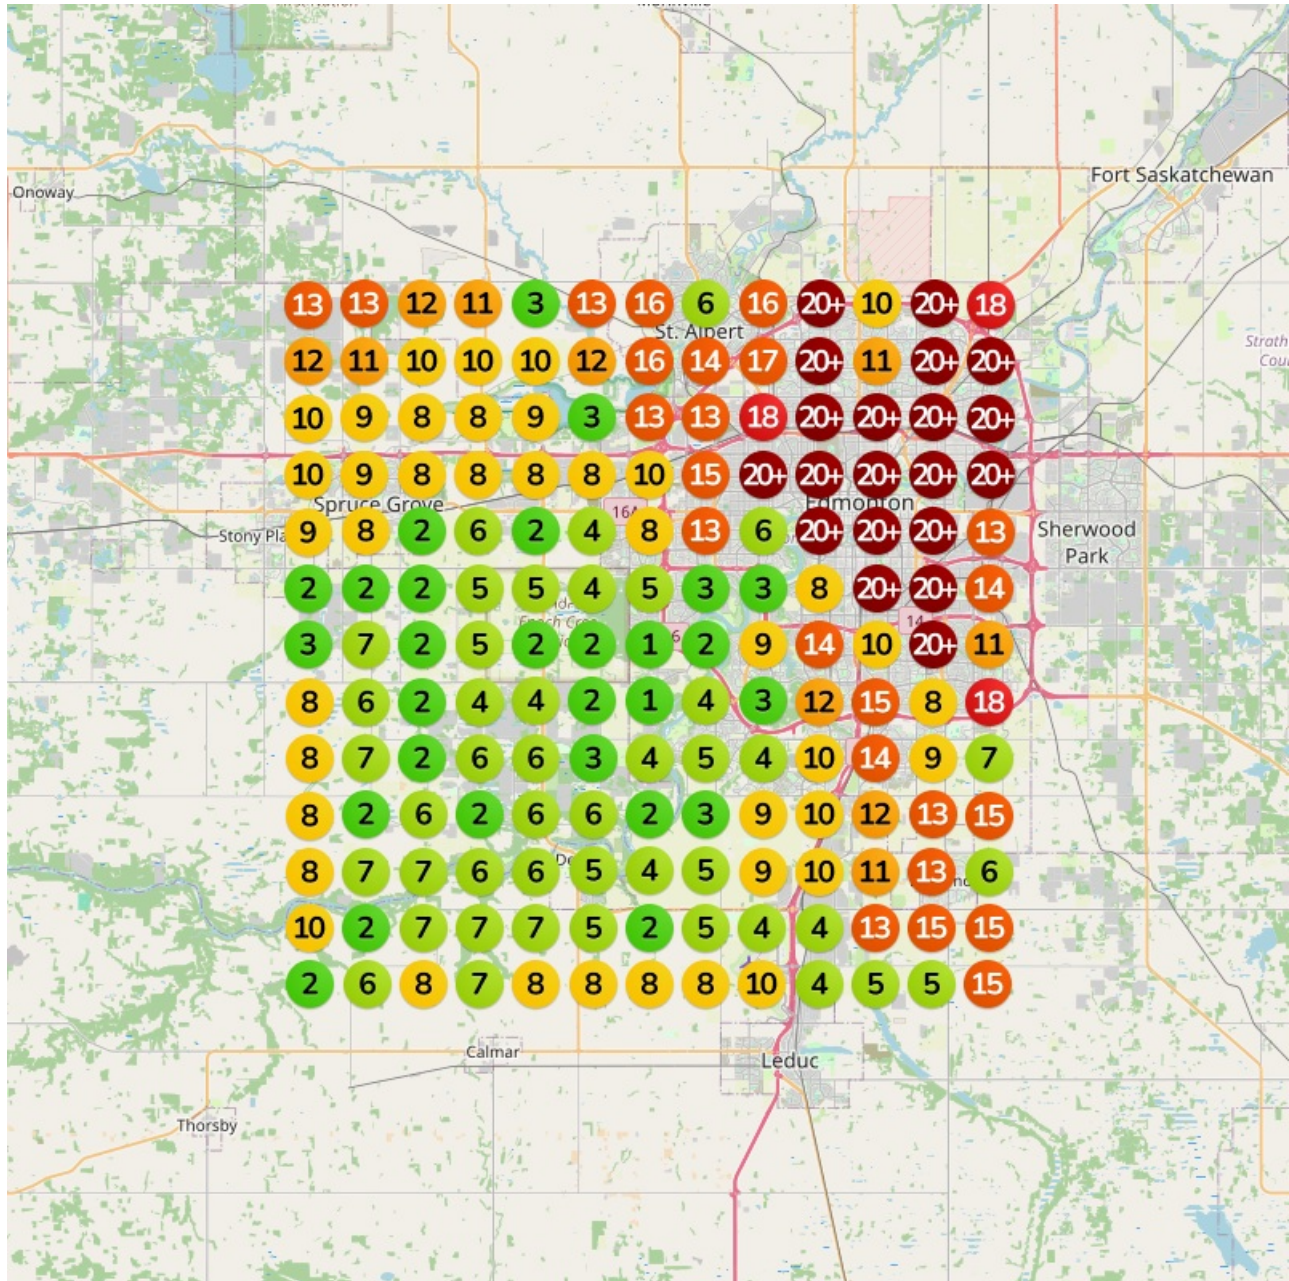 Onoway
Fort Saskatchewan
13 13 12 11 3 13 16 6 16 20+ 10 20+ 18
St. Albert
12 11 10 10 10 12 16 14 17 20+ 11 20+ 20+
10 9 8 8 9 3 13 13 18 20+ 20+ 20+ 20+
10 9 8 8 8 8 10 15 20+ 20+ 20+ 20+ 20+
Spruce Grove 16A Edmonton
Stony Pla
9 8 2 6 2 4 8 13 6 20+ 20+ 20+ 13
Sherwood
Park
2 2 2 5 5 4 5 3 3 8 20+ 20+ 14
14
3 7 2 5 2 2 1 2 9 14 10 20+ 11
8 6 2 4 4 2 1 4 3 12 15 8 18
8 7 2 6 6 3 4 5 4 10 14 9 7
8 2 6 2 6 6 2 3 9 10 12 13 15
De
8 7 7 6 6 5 4 5 9 10 11 13 6
10 2 7 7 7 5 2 5 4 4 13 15 15
2 6 8 7 8 8 8 8 10 4 5 5 15
Calmar
Leduc
Thorsby